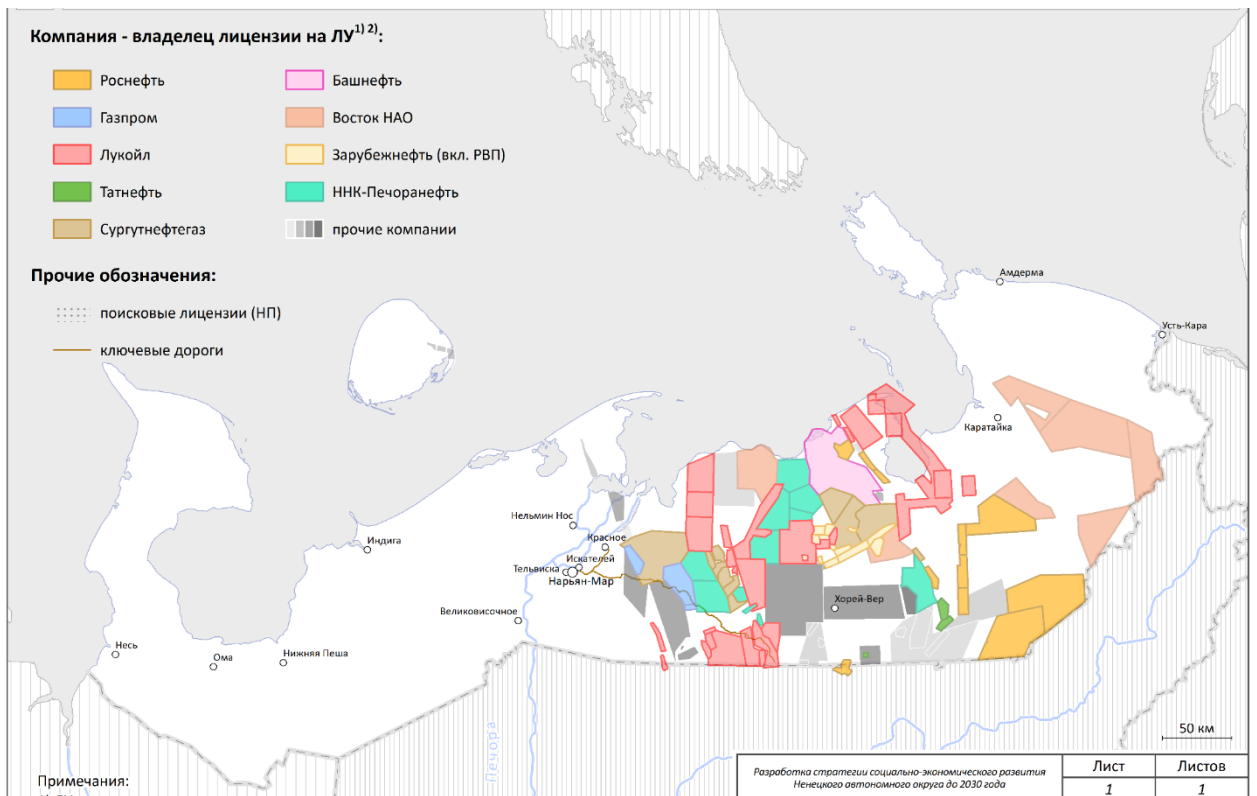 Компания - владелец лицензии на ЛУ1) 2):
Роснефть
Башнефть
Газпром
Восток НАО
Лукойл
Зарубежнефть (вкл. РВП)
Татнефть
ННК-Печоранефть
Сургутнефтегаз
прочие компании
Прочие обозначения:
поисковые лицензии (НП)
ключевые дороги
Амдерма
Усть-Кара
Каратайка
Нельмин Нос
Красное
Индига
Искателей
Тельвиска
Нарьян-Мар
Хорей-Вер
Великовисочное
Несь
Ома
Нижняя Пеша
Печора
50 км
Примечания:
Разработка стратегии социально-экономического развития
Ненецкого автономного округа до 2030 года
Лист
Листов
1
1